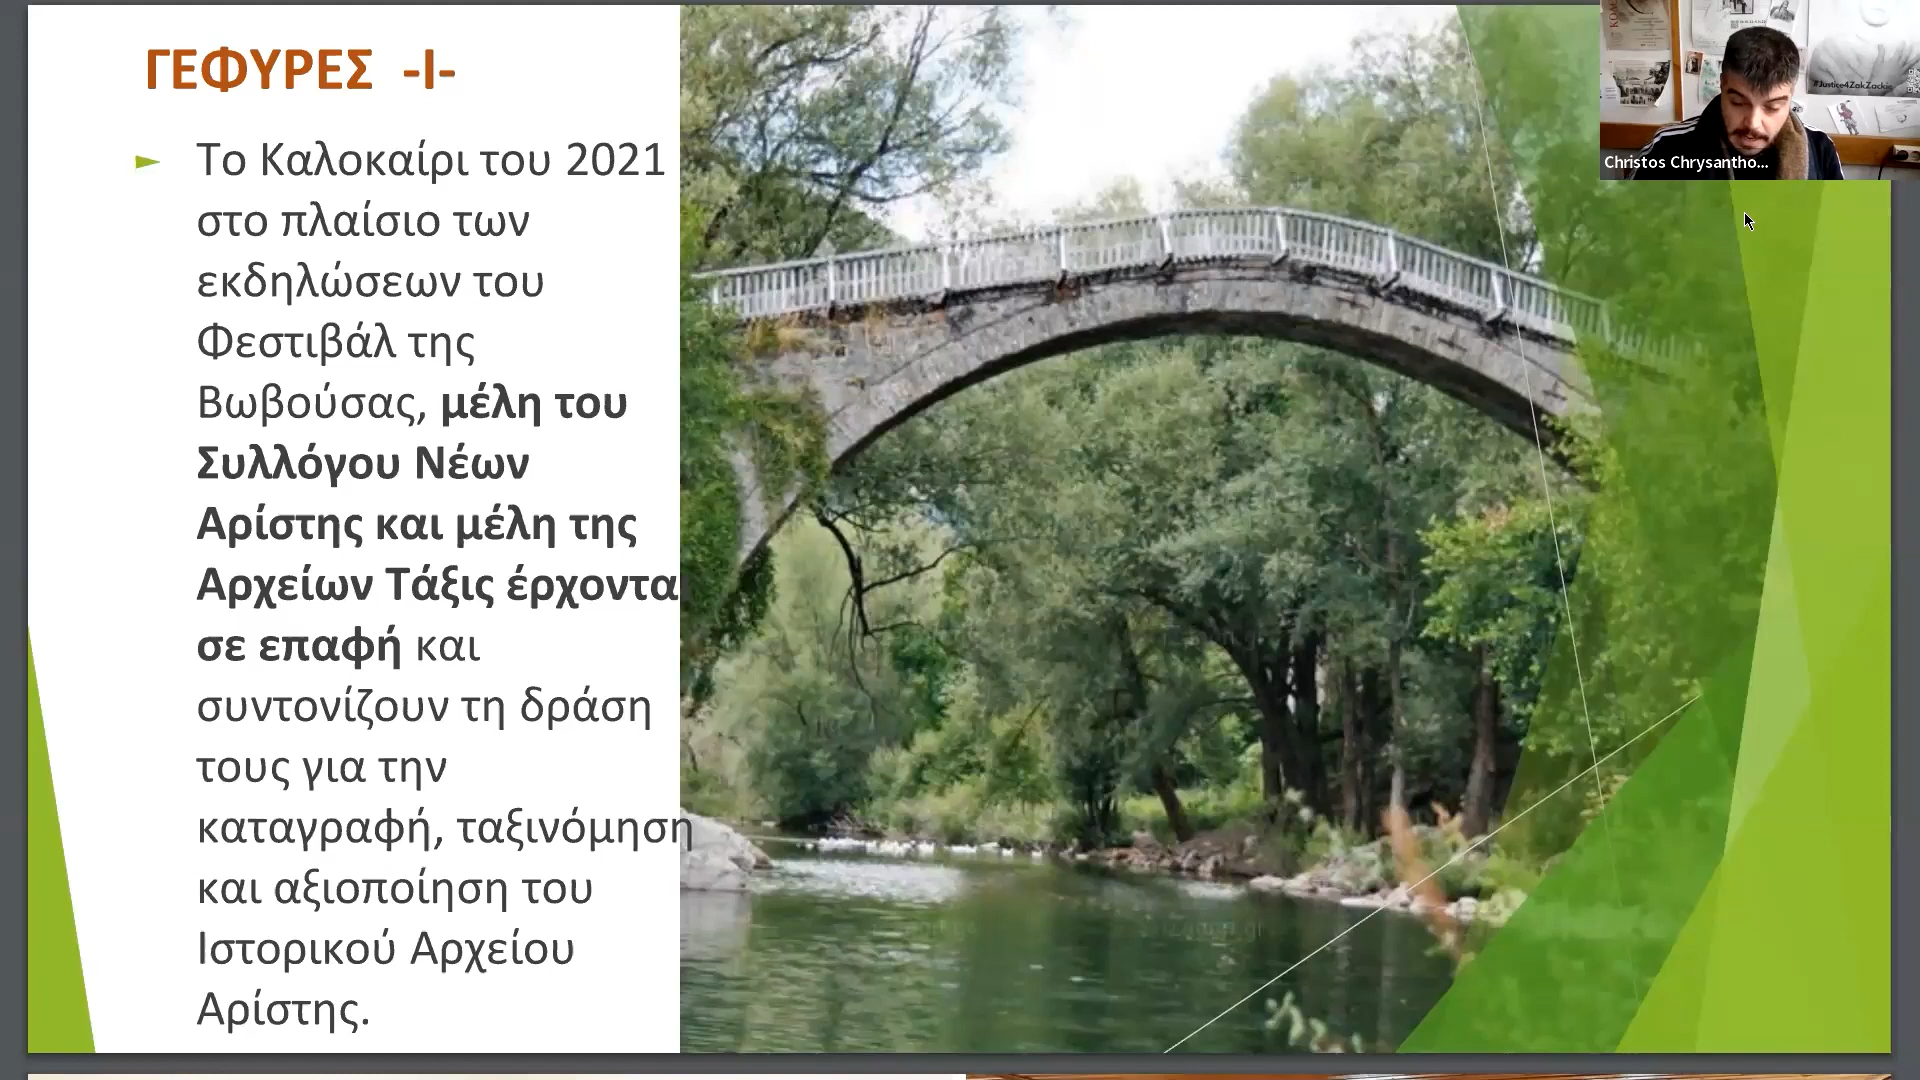 ΓΕΦΥΡΕΣ -Ι-
Το Καλοκαίρι του 2021
στο πλαίσιο των
εκδηλώσεων του
Φεστιβάλ της
Βωβούσας, μέλη του
Συλλόγου Νέων
Αρίστης και μέλη της
Αρχείων Τάξις έρχονται
σε επαφή και
συντονίζουν τη δράση
τους για την
καταγραφή, ταξινόμηση
και αξιοποίηση του
Ιστορικού Αρχείου
Αρίστης.
#Justice4ZakZackie
Christos Chrysantho...